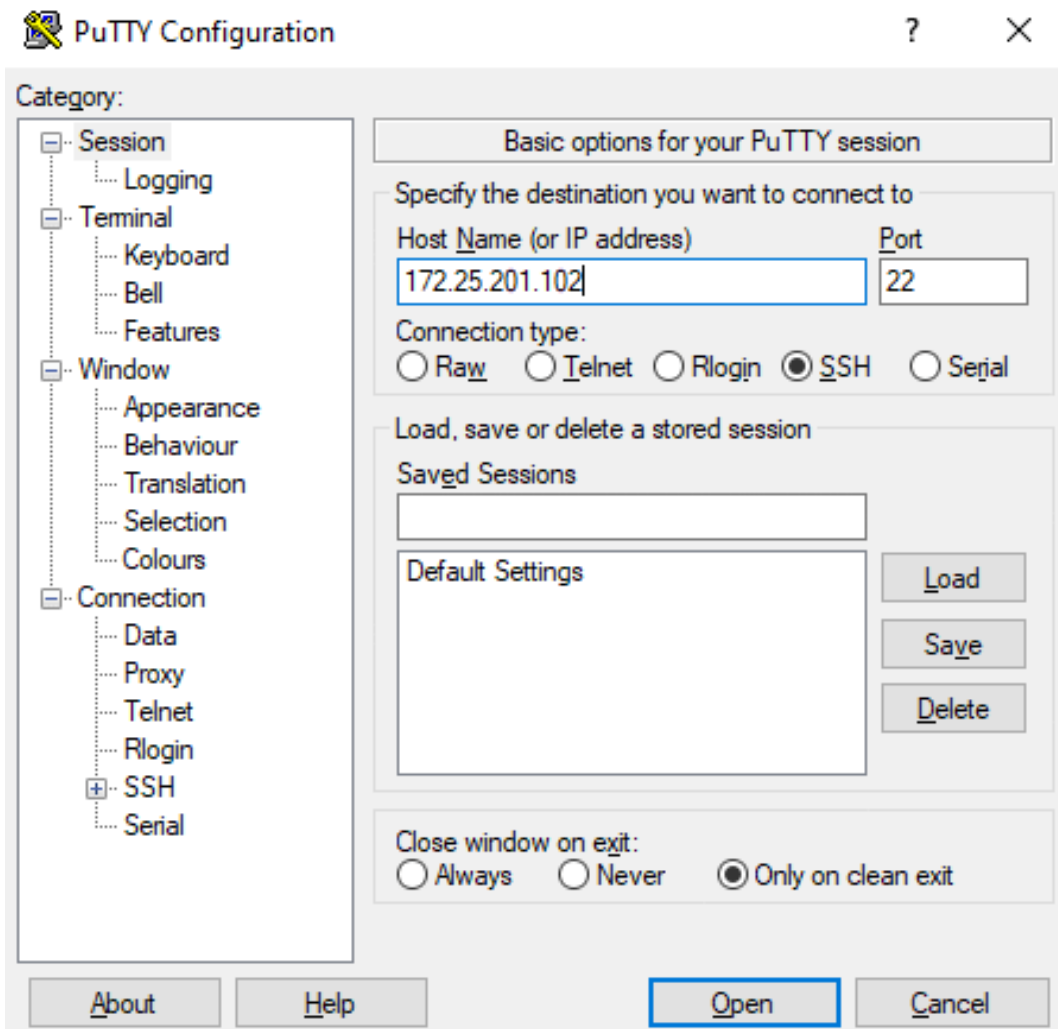 PuTTY Configuration ? ×
Category:
Session
Logging
Terminal
Keyboard
Bell
Features
Window
Appearance
Behaviour
Translation
Selection
Colours
Connection
Data
Proxy
Telnet
Rlogin
SSH
Serial
Basic options for your PuTTY session
Specify the destination you want to connect to
Host Name (or IP address) Port
172.25.201.102 22
Connection type:
Raw Telnet Rlogin SSH Serial
Load, save or delete a stored session
Saved Sessions
Default Settings
Load
Save
Delete
Close window on exit:
Always Never Only on clean exit
About Help Open Cancel